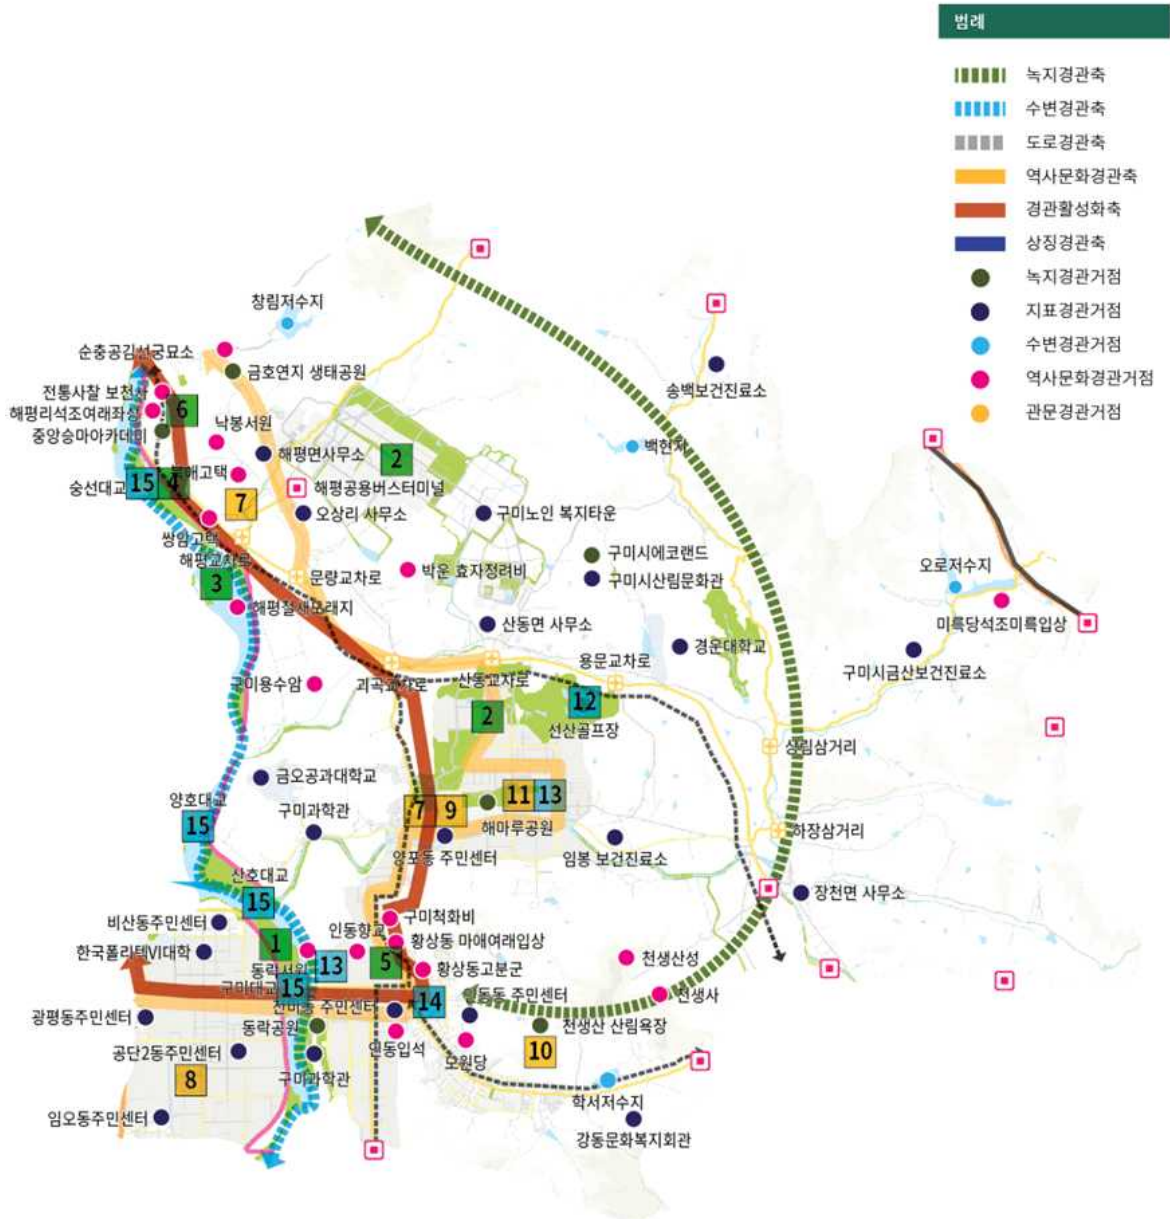 범례
녹지경관축
수변경관축
도로경관축
역사문화경관축
경관활성화축
상징경관축
녹지경관거점
지표경관거점
수변경관거점
역사문화경관거점
관문경관거점
창림저수지
순충공김선궁묘소
금호연지 생태공원
전통사찰 보천사
해평리석조여래좌상
6
중앙승마아카데미
낙봉서원
해평면사무소
2
송백보건진료소
백현지
북애고택
숭선대교
15
4
7
해평공용버스터미널
오상리 사무소
구미노인 복지타운
쌍암고택
해평교차로
3
문량교차로
박운 효자정려비
구미시에코랜드
구미시산림문화관
오로저수지
해평철새도래지
산동면 사무소
미륵당석조미륵입상
경운대학교
구미시금산보건진료소
용문교차로
구미용수암
괴곡교차로
산동교차로
2
12
선산골프장
상림삼거리
금오공과대학교
양호대교
15
구미과학관
7
9
11
13
해마루공원
하장삼거리
양포동 주민센터
임봉 보건진료소
산호대교
15
장천면 사무소
비산동주민센터
구미척화비
인동향교
1
황상동 마애여래입상
한국폴리텍VI대학
동락서원
13
5
황상동고분군
천생산성
구미대교
15
진미동 주민센터
14
인동동 주민센터
천생사
광평동주민센터
동락공원
천생산 산림욕장
인동입석
모원당
10
공단2동주민센터
구미과학관
8
학서저수지
임오동주민센터
강동문화복지회관